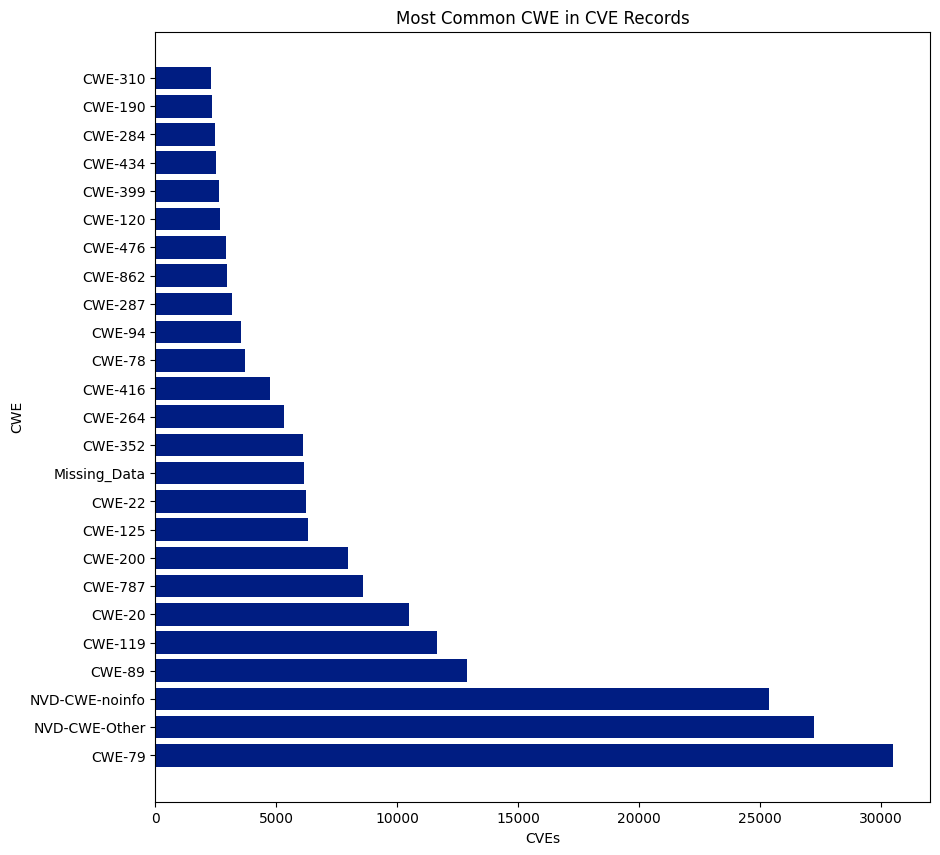 Most Common CWE in CVE Records
CWE-310
CWE-190
CWE-284
CWE-434
CWE-399
CWE-120
CWE-476
CWE-862
CWE-287
CWE-94
CWE-78
CWE-416
CWE-264
CWE-352
Missing_Data
CWE-22
CWE-125
CWE-200
CWE-787
CWE-20
CWE-119
CWE-89
NVD-CWE-noinfo
NVD-CWE-Other
CWE-79
CWE
0 5000 10000 15000 20000 25000 30000
CVEs